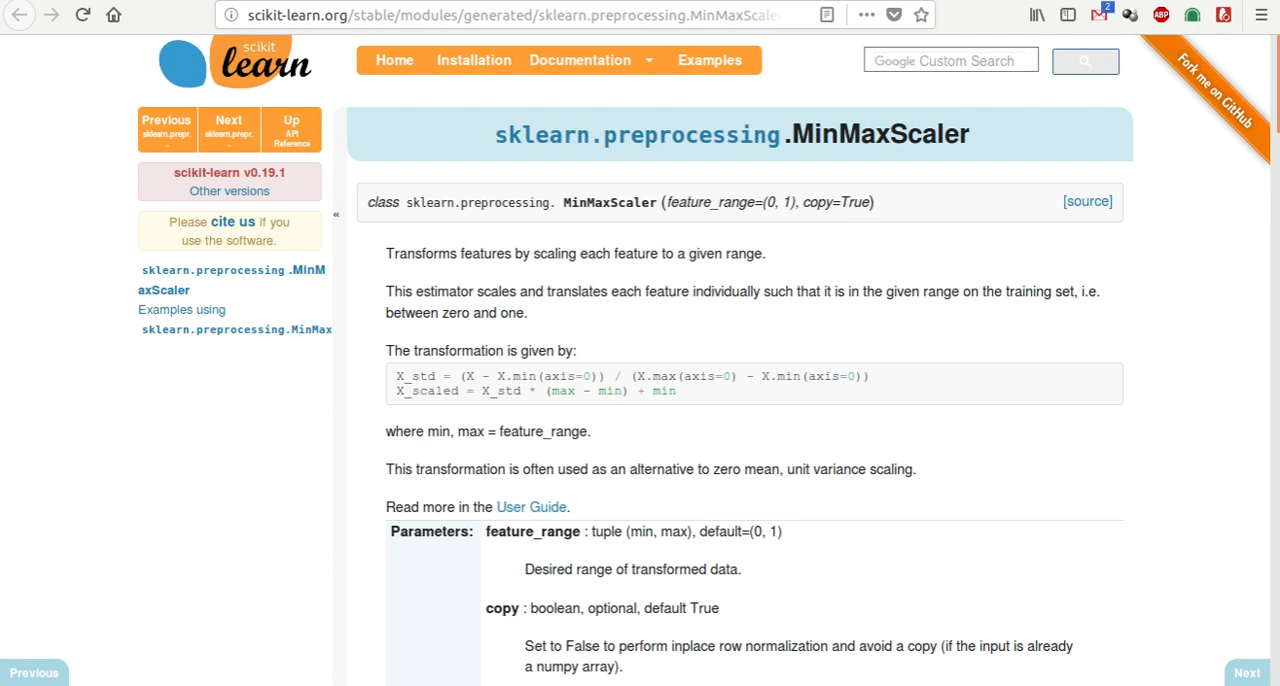 scikit-learn.org/stable/modules/generated/sklearn.preprocessing.MinMaxScaler
2
ABP
scikit
learn
Home Installation Documentation Examples
Google Custom Search
Fork me on GitHub
Previous Next Up
sklearn.prepr. sklearn.prepr. API
.. .. Reference
scikit-learn v0.19.1
Other versions
Please cite us if you
use the software.
sklearn.preprocessing .MinM
axScaler
Examples using
sklearn.preprocessing.MinMax
«
sklearn.preprocessing.MinMaxScaler
class sklearn.preprocessing. MinMaxScaler (feature_range=(0, 1), copy=True) [source]
Transforms features by scaling each feature to a given range.
This estimator scales and translates each feature individually such that it is in the given range on the training set, i.e.
between zero and one.
The transformation is given by:
X_std = (X - X.min(axis=0)) / (X.max(axis=0) - X.min(axis=0))
X_scaled = X_std * (max - min) + min
where min, max = feature_range.
This transformation is often used as an alternative to zero mean, unit variance scaling.
Read more in the User Guide.
Parameters: feature_range : tuple (min, max), default=(0, 1)
Desired range of transformed data.
copy : boolean, optional, default True
Set to False to perform inplace row normalization and avoid a copy (if the input is already
a numpy array).
Previous
Next